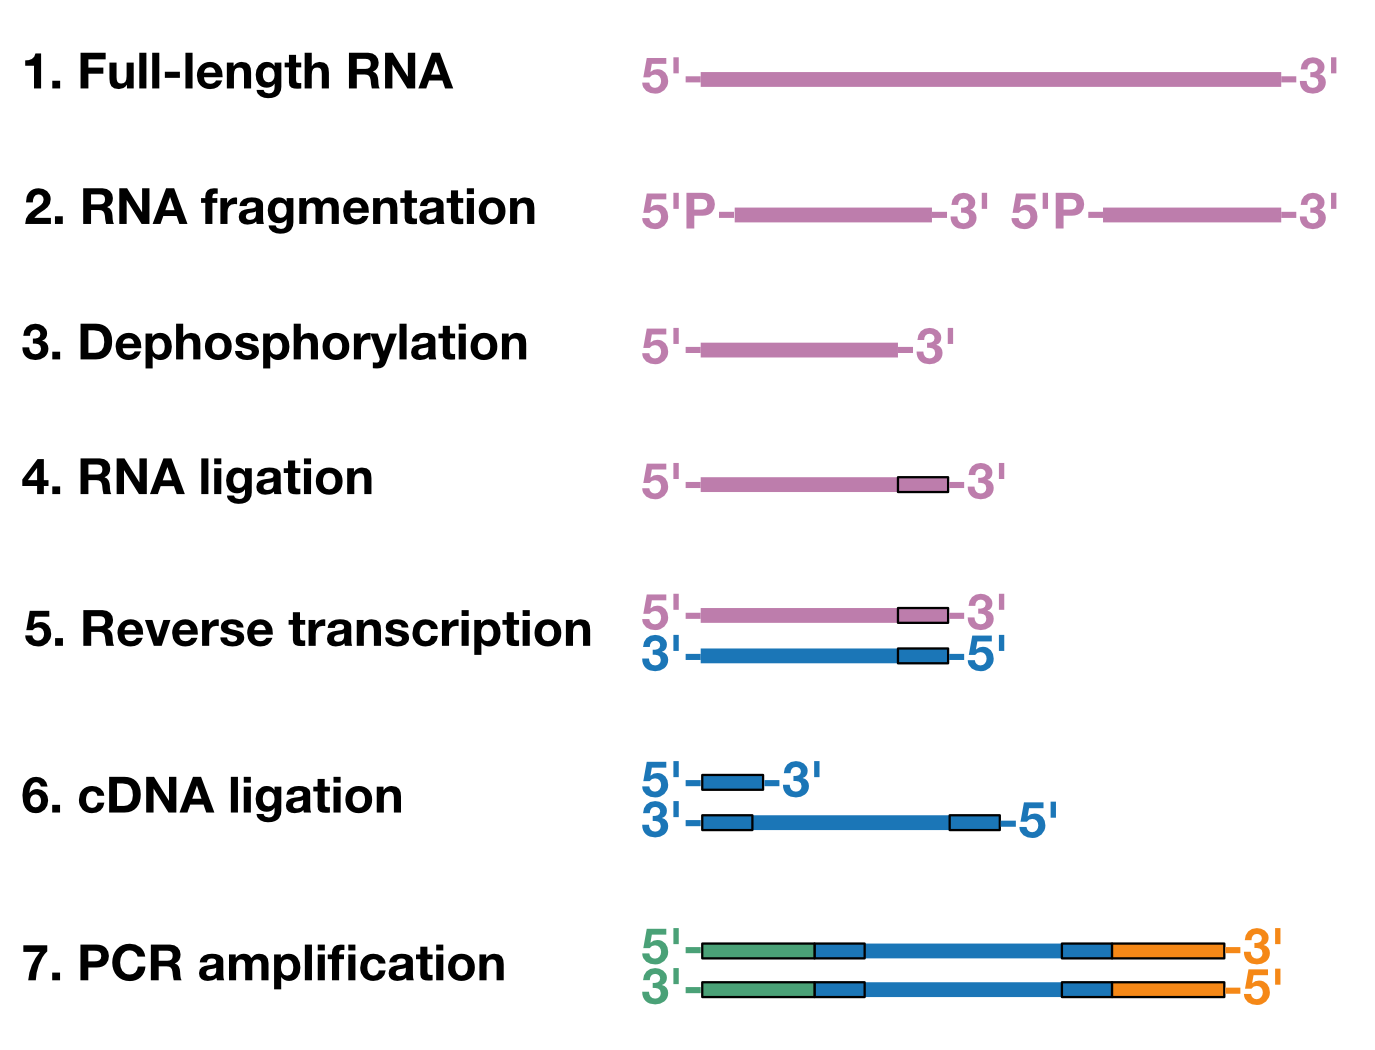 1. Full-length RNA 5' 3'
2. RNA fragmentation 5'P 3' 5'P 3'
3. Dephosphorylation 5' 3'
4. RNA ligation 5' 3'
5. Reverse transcription 5' 3'
3' 5'
6. cDNA ligation 5' 3'
3' 5'
7. PCR amplification 5' 3'
3' 5'